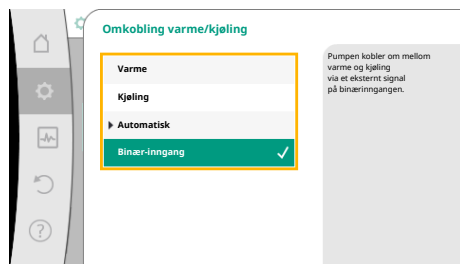 Omkobling varme/kjøling
Varme
Kjøling
Automatisk
Binær-inngang
Pumpen kobler om mellom
varme og kjøling
via et eksternt signal
på binærinngangen.